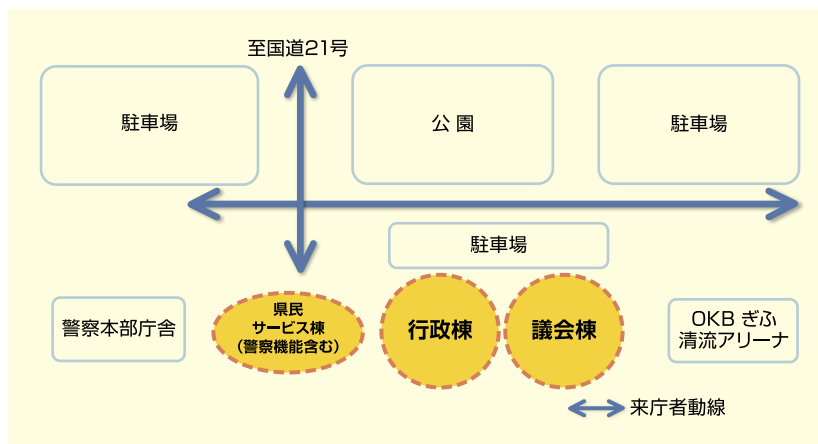 至国道21号
駐車場
公 園
駐車場
駐車場
警察本部庁舎
県民
サービス棟
(警察機能含む)
行政棟
議会棟
OKB ぎふ
清流アリーナ
来庁者動線